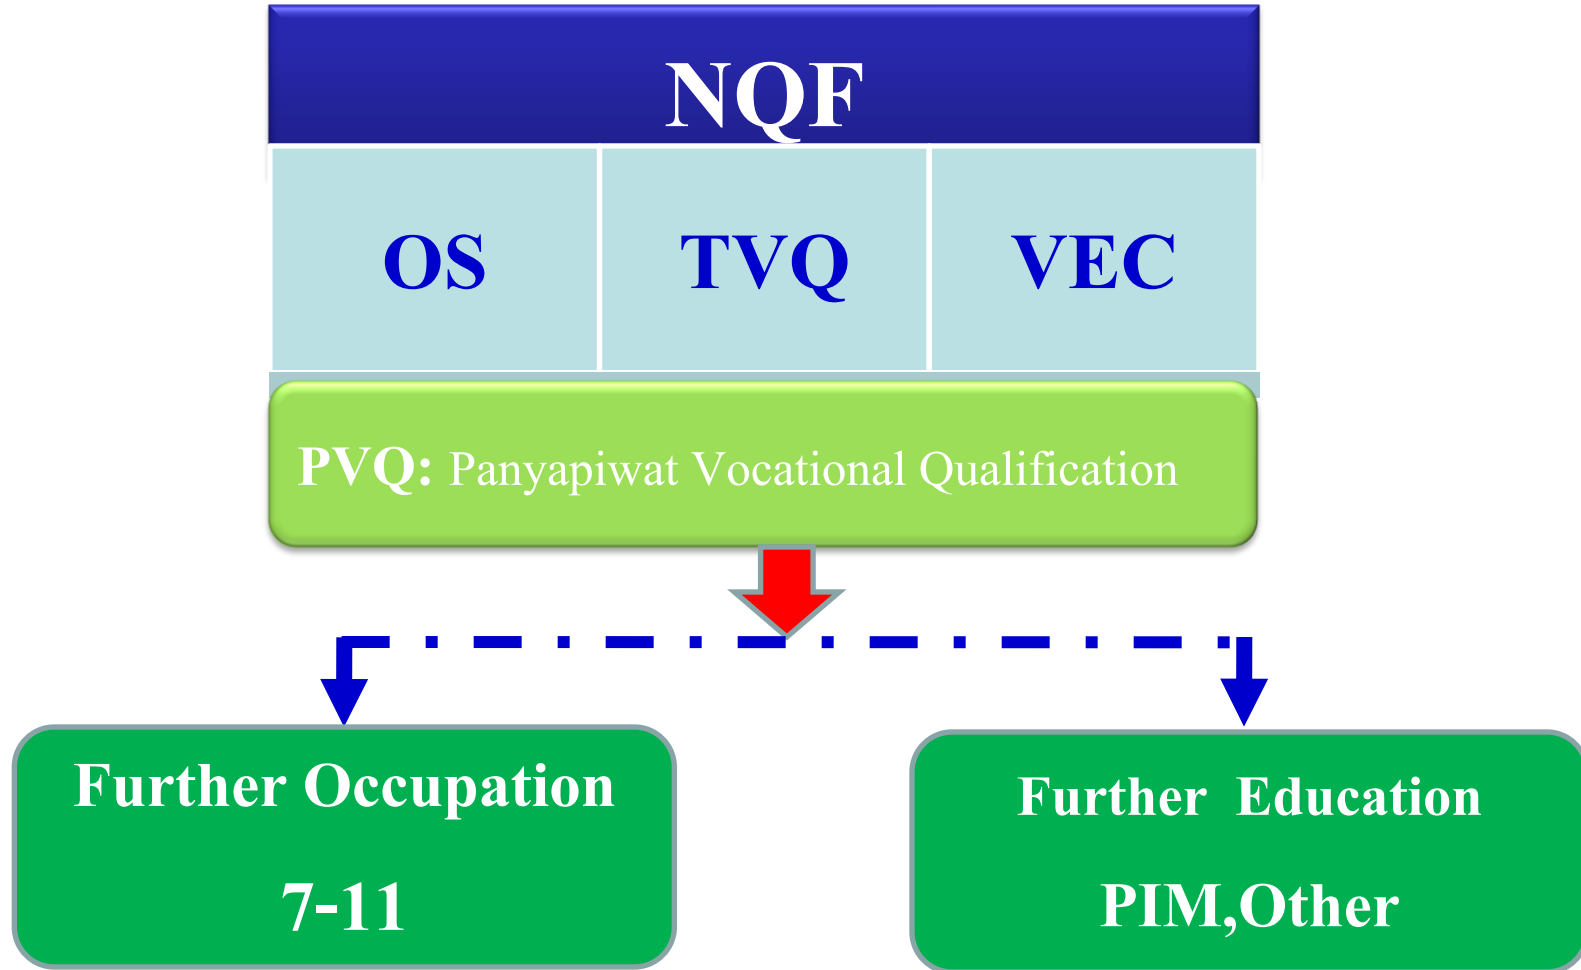 NQF
OS TVQ VEC
PVQ: Panyapiwat Vocational Qualification
Further Occupation
7-11
Further Education
PIM,Other